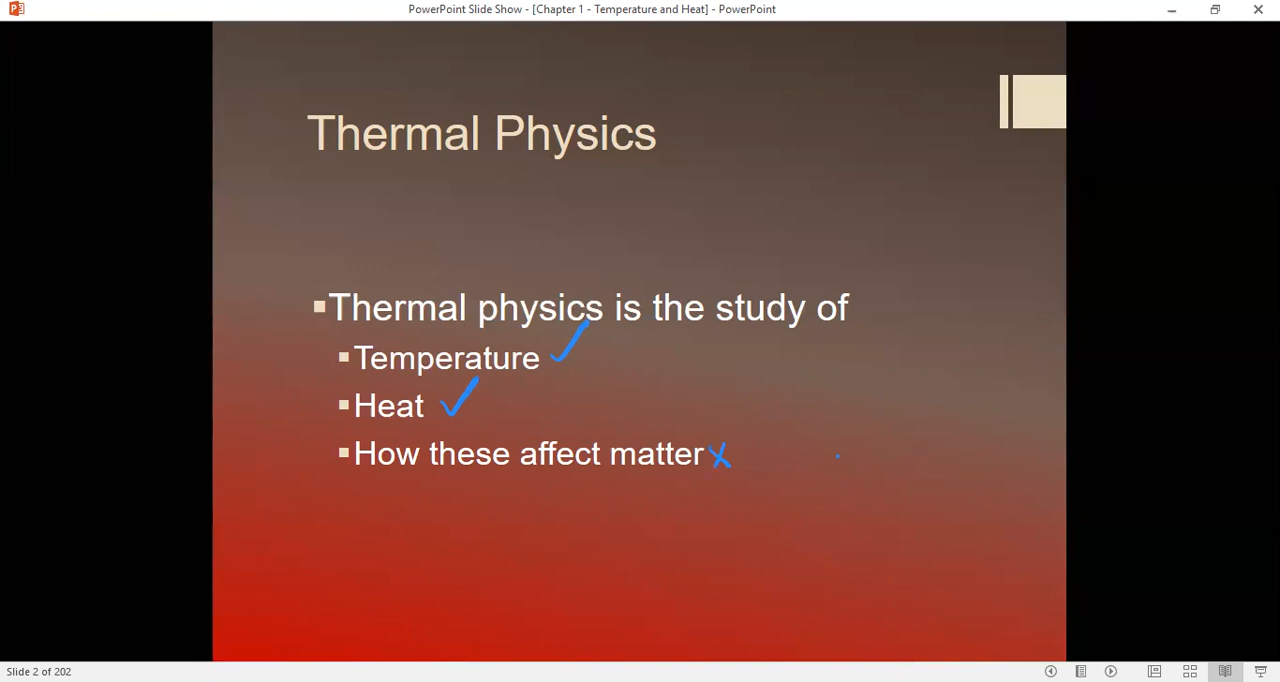 PowerPoint Slide Show - [Chapter 1 - Temperature and Heat] - PowerPoint
Thermal Physics
▪Thermal physics is the study of
▪Temperature ✓
▪Heat ✓
▪How these affect matter x
Slide 2 of 202